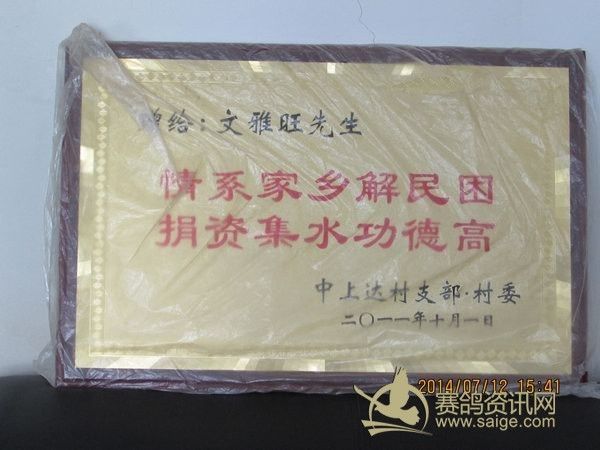 赠给：文雅旺先生
情系家乡解民困
捐资集水功德高
中上达村支部·村委
二〇一一年十月一日
2014/07/12 15:41
赛鸽资讯网
www.saige.com